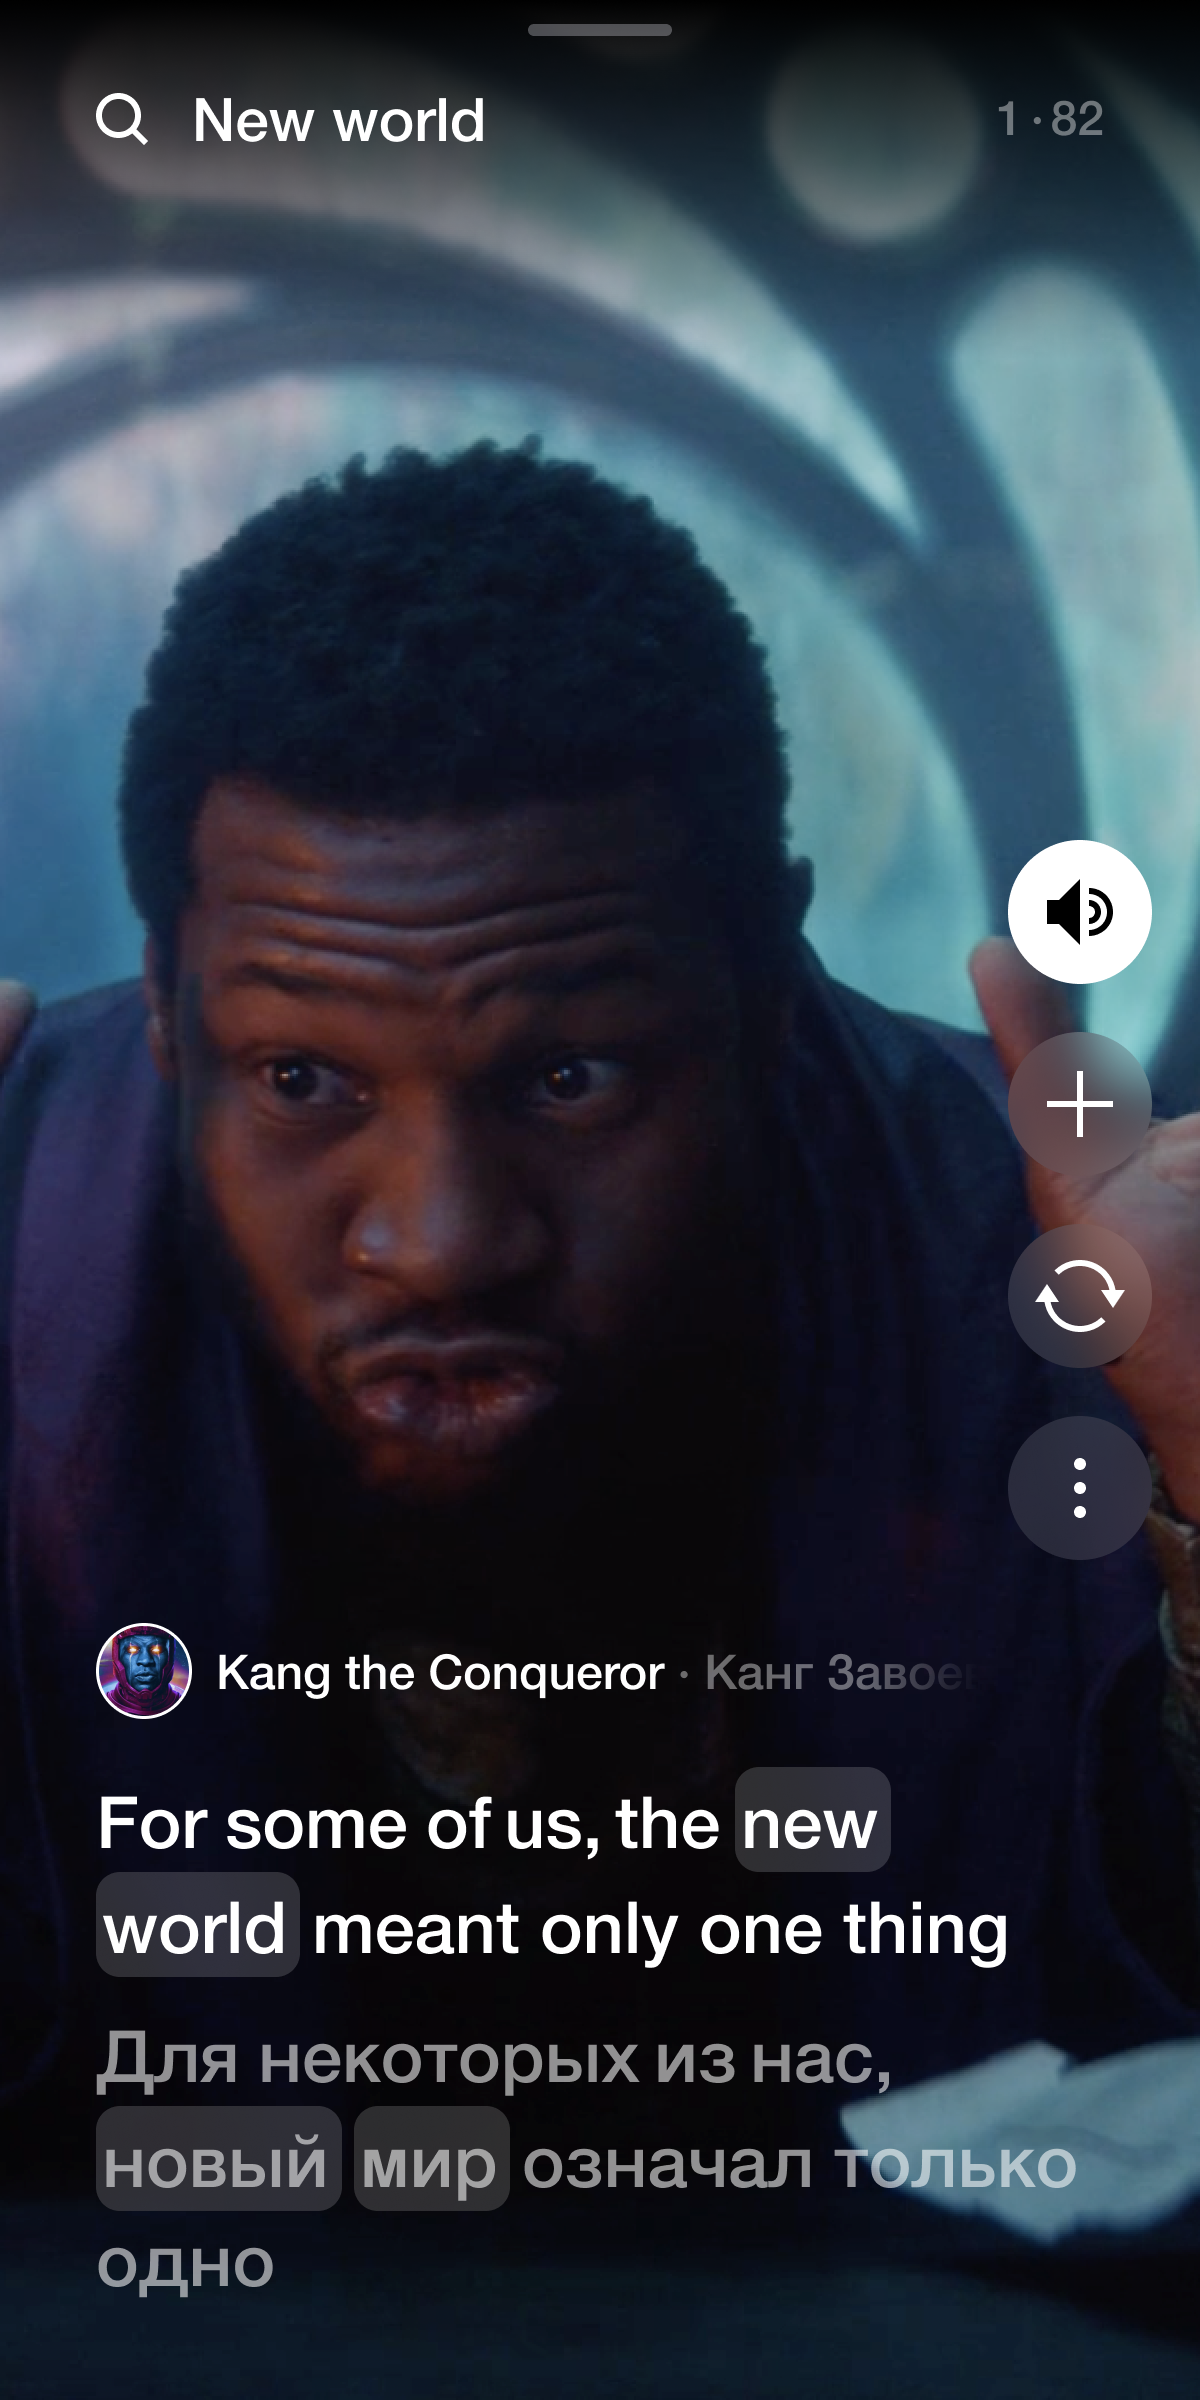 New world
1 · 82
Kang the Conqueror · Канг Завое
For some of us, the new
world meant only one thing
Для некоторых из нас,
новый мир означал только
одно